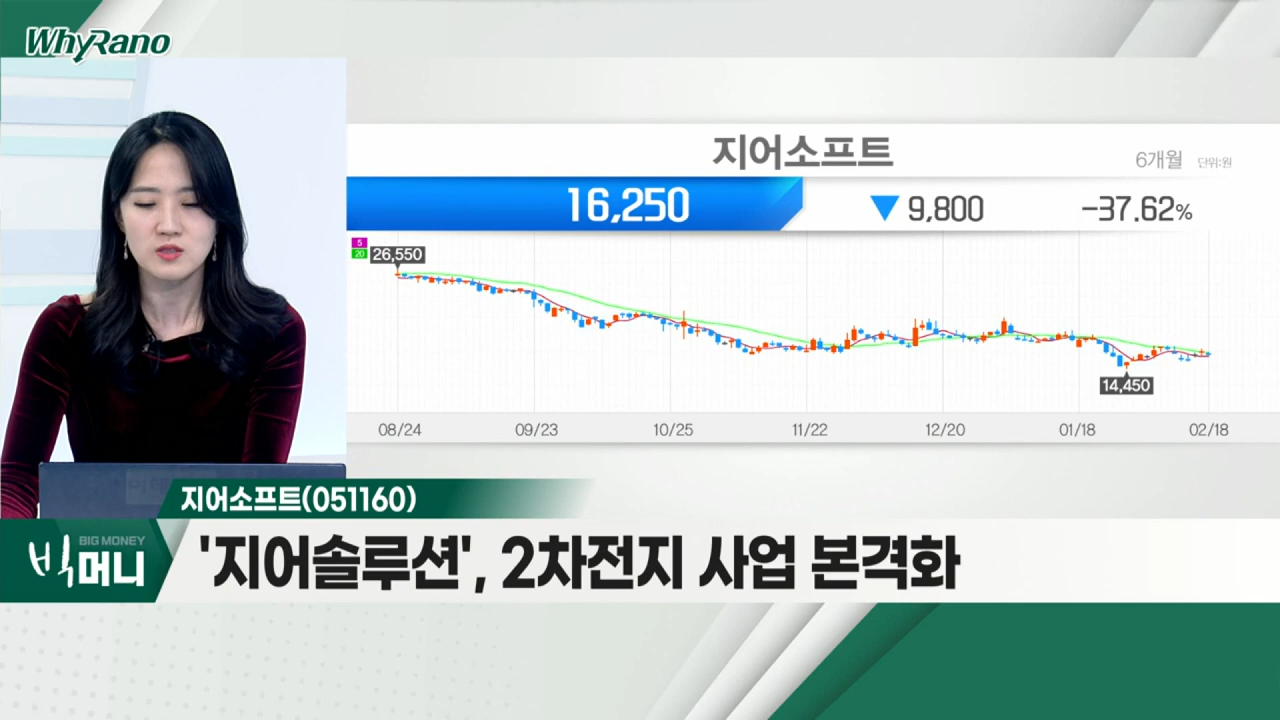 WhyRano
지어소프트
6개월 단위:원
16,250 ▼ 9,800 -37.62%
5
20
26,550
14,450
08/24 09/23 10/25 11/22 12/20 01/18 02/18
지어소프트(051160)
BIG MONEY
빅머니
'지어솔루션', 2차전지 사업 본격화